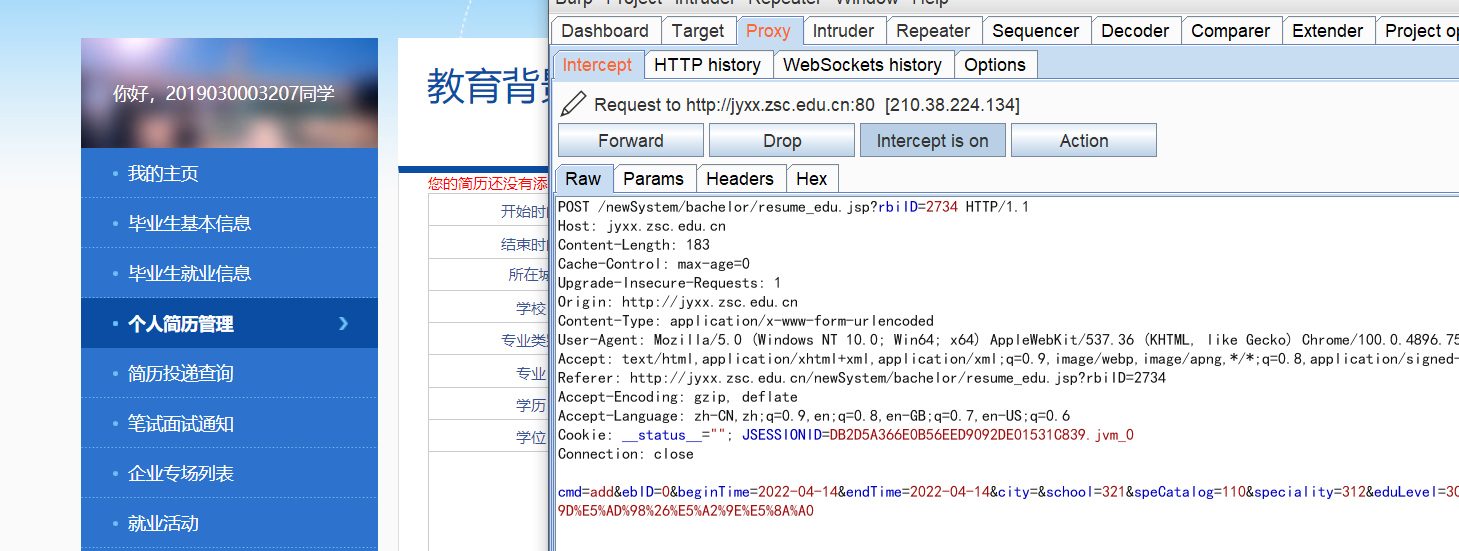 Burp Project Intruder Repeater Window Help
Dashboard Target Proxy Intruder Repeater Sequencer Decoder Comparer Extender Project op
Intercept HTTP history WebSockets history Options
Request to http://jyxx.zsc.edu.cn:80 [210.38.224.134]
Forward Drop Intercept is on Action
Raw Params Headers Hex
POST /newSystem/bachelor/resume_edu.jsp?rbiID=2734 HTTP/1.1
Host: jyxx.zsc.edu.cn
Content-Length: 183
Cache-Control: max-age=0
Upgrade-Insecure-Requests: 1
Origin: http://jyxx.zsc.edu.cn
Content-Type: application/x-www-form-urlencoded
User-Agent: Mozilla/5.0 (Windows NT 10.0; Win64; x64) AppleWebKit/537.36 (KHTML, like Gecko) Chrome/100.0.4896.75
Accept: text/html,application/xhtml+xml,application/xml;q=0.9,image/webp,image/apng,*/*;q=0.8,application/signed-
Referer: http://jyxx.zsc.edu.cn/newSystem/bachelor/resume_edu.jsp?rbiID=2734
Accept-Encoding: gzip, deflate
Accept-Language: zh-CN,zh;q=0.9,en;q=0.8,en-GB;q=0.7,en-US;q=0.6
Cookie: __status__=""; JSESSIONID=DB2D5A366E0B56EED9092DE01531C839.jvm_0
Connection: close
cmd=add&ebID=0&beginTime=2022-04-14&endTime=2022-04-14&city=&school=321&speCatalog=110&speciality=312&eduLevel=30
9D%E5%AD%98%26%E5%A2%9E%E5%8A%A0
你好，2019030003207同学
我的主页
毕业生基本信息
毕业生就业信息
个人简历管理
简历投递查询
笔试面试通知
企业专场列表
就业活动
教育背景
您的简历还没有添
开始时间
结束时间
所在城
学校
专业类别
专业
学历
学位